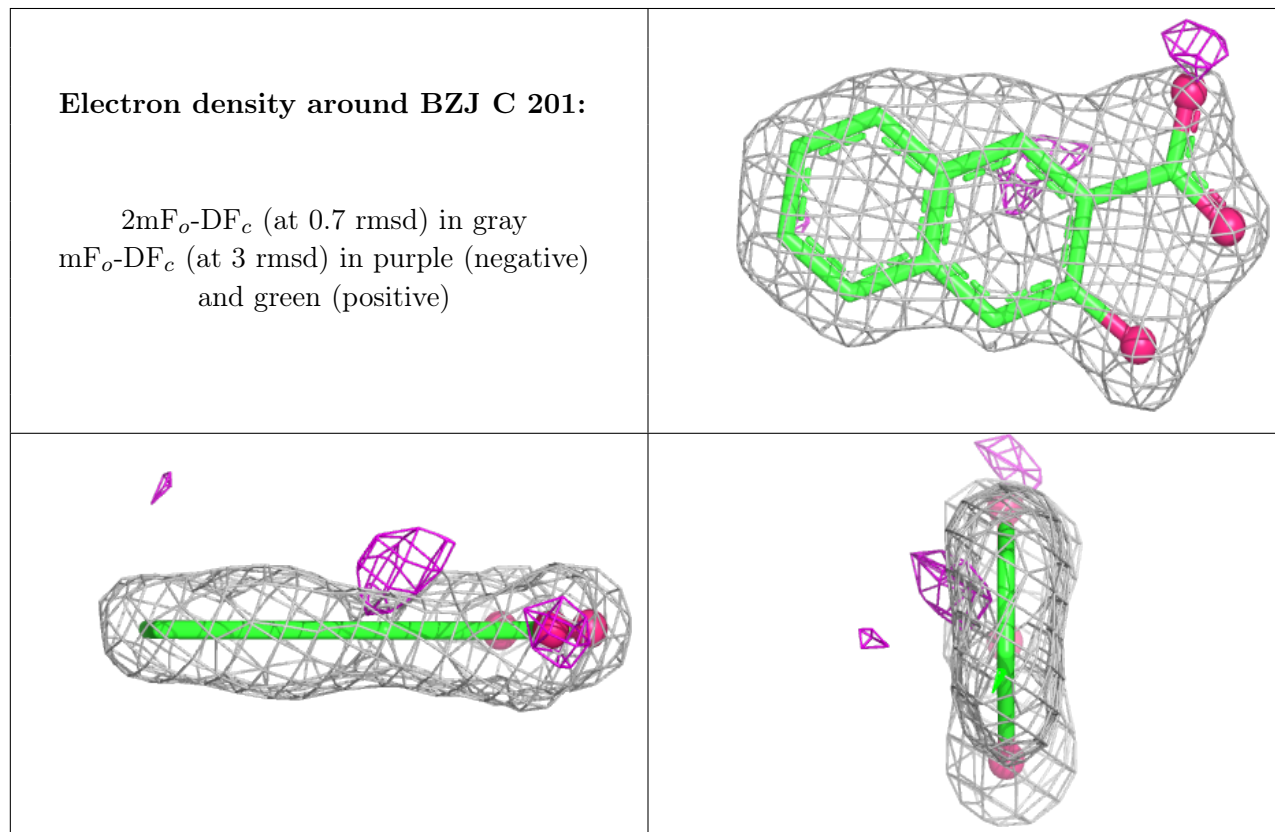 Electron density around BZJ C 201:
2mFo-DFc (at 0.7 rmsd) in gray
mFo-DFc (at 3 rmsd) in purple (negative)
and green (positive)